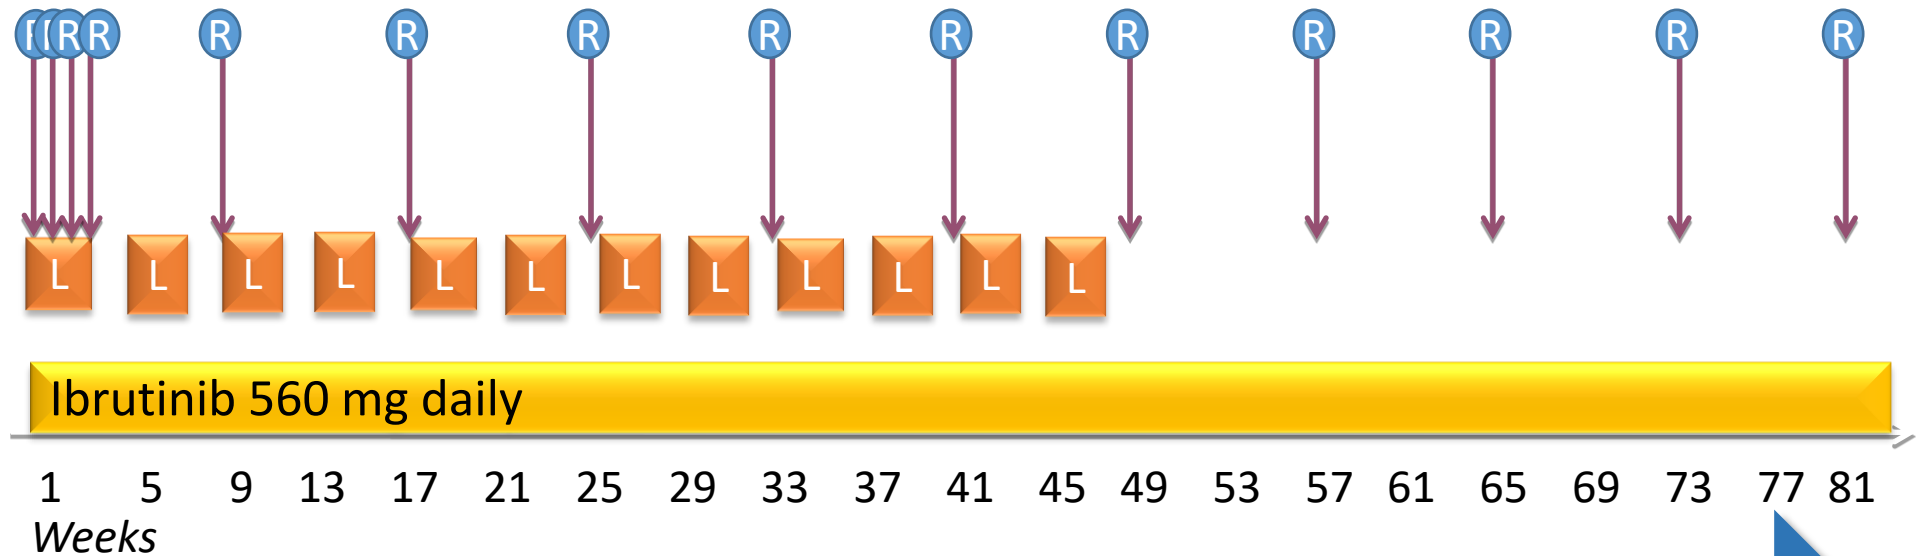 R R R R R R R R R R R R R R
L L L L L L L L L L L L
Ibrutinib 560 mg daily
1 5 9 13 17 21 25 29 33 37 41 45 49 53 57 61 65 69 73 77 81
Weeks